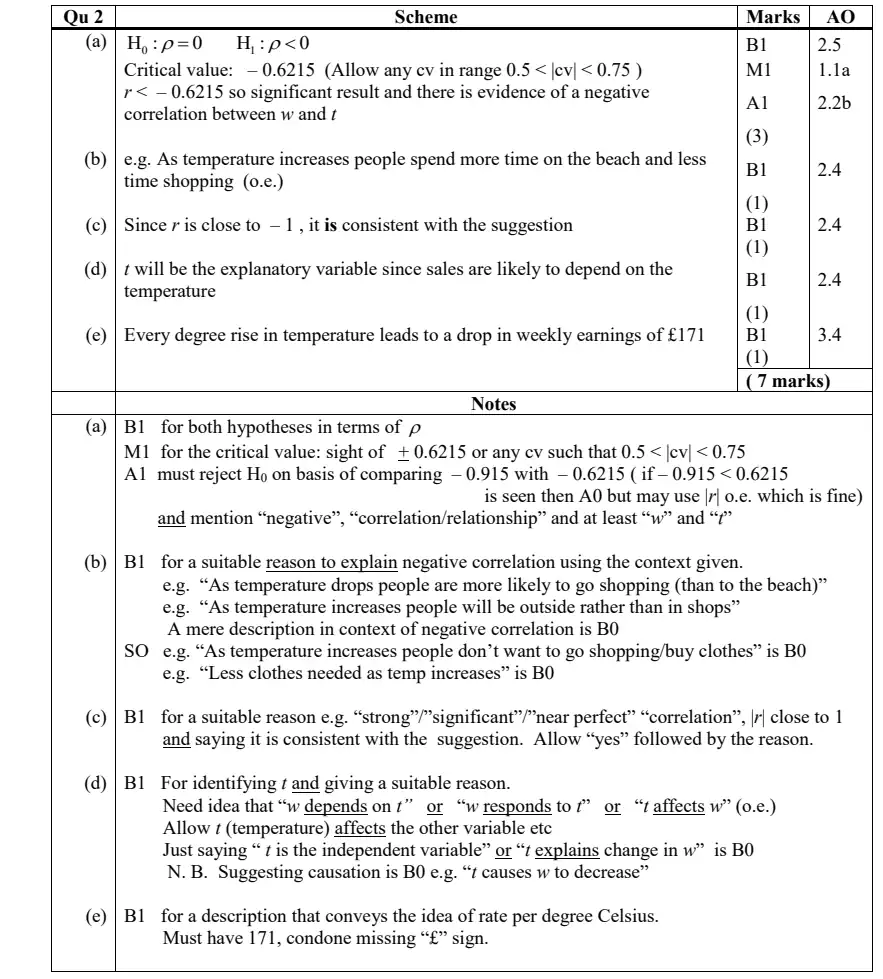 Qu 2 Scheme Marks AO
(a) H₀ : ρ = 0 H₁ : ρ < 0 B1 2.5
Critical value: – 0.6215 (Allow any cv in range 0.5 < |cv| < 0.75 ) M1 1.1a
r < – 0.6215 so significant result and there is evidence of a negative
correlation between w and t A1 2.2b
(3)
(b) e.g. As temperature increases people spend more time on the beach and less
time shopping (o.e.) B1 2.4
(1)
(c) Since r is close to – 1 , it is consistent with the suggestion B1 2.4
(1)
(d) t will be the explanatory variable since sales are likely to depend on the
temperature B1 2.4
(1)
(e) Every degree rise in temperature leads to a drop in weekly earnings of £171 B1 3.4
(1)
( 7 marks)
Notes
(a) B1 for both hypotheses in terms of ρ
M1 for the critical value: sight of ± 0.6215 or any cv such that 0.5 < |cv| < 0.75
A1 must reject H₀ on basis of comparing – 0.915 with – 0.6215 ( if – 0.915 < 0.6215
is seen then A0 but may use |r| o.e. which is fine)
and mention “negative”, “correlation/relationship” and at least “w” and “t”
(b) B1 for a suitable reason to explain negative correlation using the context given.
e.g. “As temperature drops people are more likely to go shopping (than to the beach)”
e.g. “As temperature increases people will be outside rather than in shops”
A mere description in context of negative correlation is B0
SO e.g. “As temperature increases people don’t want to go shopping/buy clothes” is B0
e.g. “Less clothes needed as temp increases” is B0
(c) B1 for a suitable reason e.g. “strong”/”significant”/”near perfect” “correlation”, |r| close to 1
and saying it is consistent with the suggestion. Allow “yes” followed by the reason.
(d) B1 For identifying t and giving a suitable reason.
Need idea that “w depends on t” or “w responds to t” or “t affects w” (o.e.)
Allow t (temperature) affects the other variable etc
Just saying “ t is the independent variable” or “t explains change in w” is B0
N. B. Suggesting causation is B0 e.g. “t causes w to decrease”
(e) B1 for a description that conveys the idea of rate per degree Celsius.
Must have 171, condone missing “£” sign.